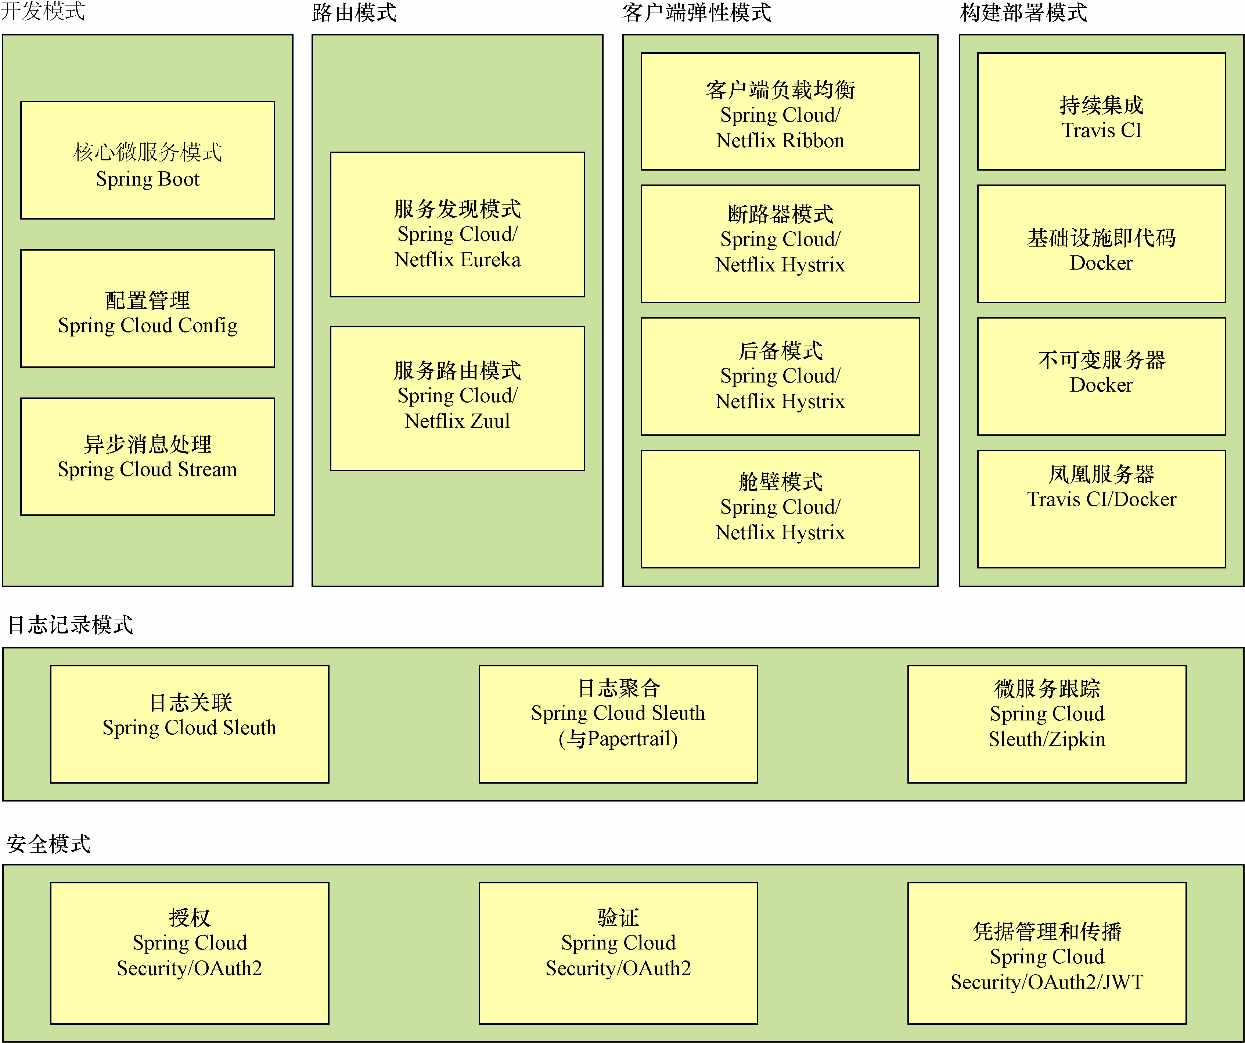 开发模式
核心微服务模式
Spring Boot
配置管理
Spring Cloud Config
异步消息处理
Spring Cloud Stream
路由模式
服务发现模式
Spring Cloud/
Netflix Eureka
服务路由模式
Spring Cloud/
Netflix Zuul
客户端弹性模式
客户端负载均衡
Spring Cloud/
Netflix Ribbon
断路器模式
Spring Cloud/
Netflix Hystrix
后备模式
Spring Cloud/
Netflix Hystrix
舱壁模式
Spring Cloud/
Netflix Hystrix
构建部署模式
持续集成
Travis CI
基础设施即代码
Docker
不可变服务器
Docker
凤凰服务器
Travis CI/Docker
日志记录模式
日志关联
Spring Cloud Sleuth
日志聚合
Spring Cloud Sleuth
(与Papertrail)
微服务跟踪
Spring Cloud
Sleuth/Zipkin
安全模式
授权
Spring Cloud
Security/OAuth2
验证
Spring Cloud
Security/OAuth2
凭据管理和传播
Spring Cloud
Security/OAuth2/JWT